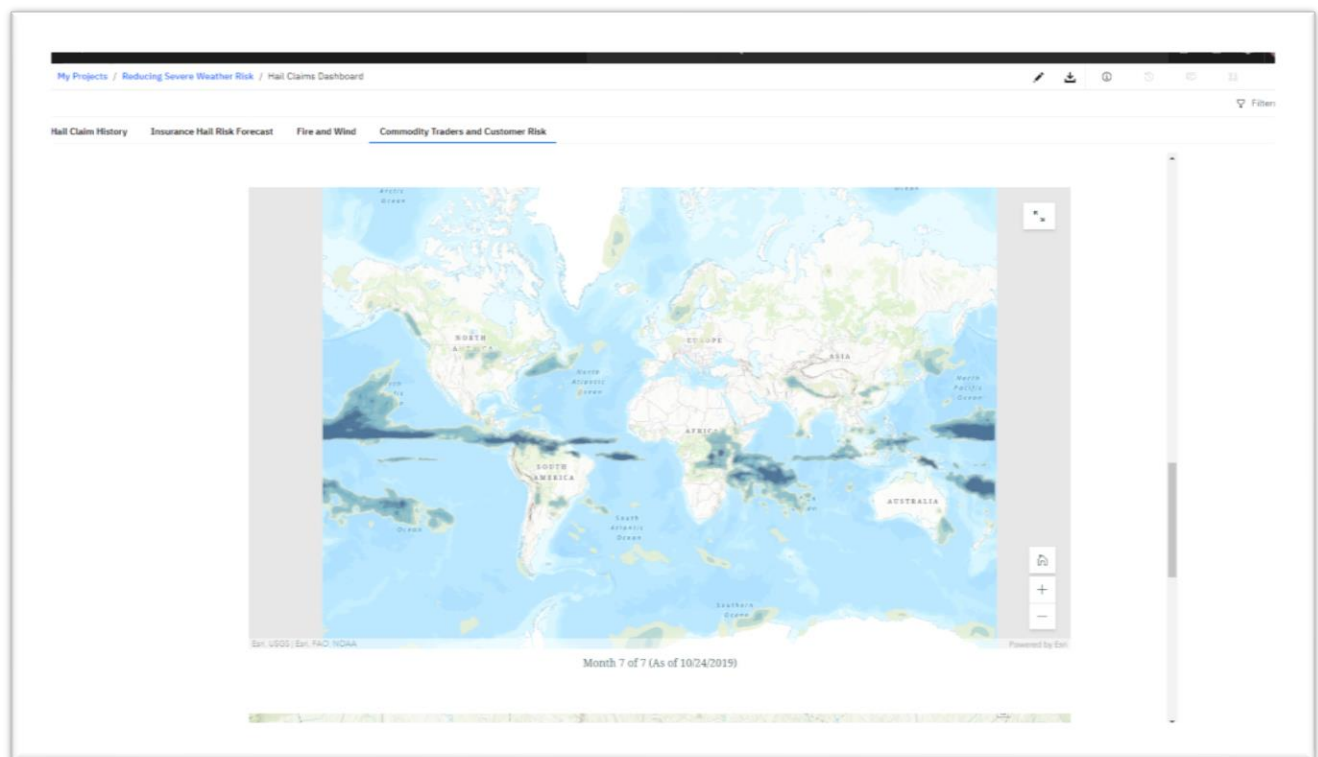 My Projects / Reducing Severe Weather Risk / Hail Claims Dashboard
Filters
Hail Claim History Insurance Hail Risk Forecast Fire and Wind Commodity Traders and Customer Risk
Arctic
Ocean
NORTH
AMERICA
EUROPE
ASIA
North
Atlantic
Ocean
North
Pacific
Ocean
AFRICA
SOUTH
AMERICA
AUSTRALIA
Ocean
South
Atlantic
Ocean
Southern
Ocean
Esri, USGS | Esri, FAO, NOAA
Powered by Esri
Month 7 of 7 (As of 10/24/2019)